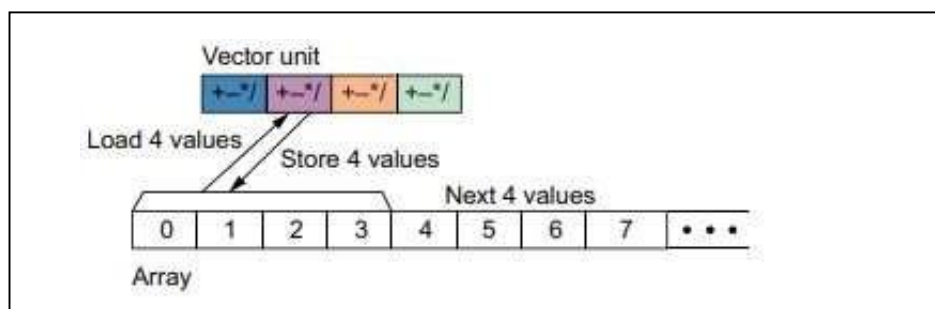 Vector unit
+–*/ +–*/ +–*/ +–*/
Load 4 values
Store 4 values
Next 4 values
0 1 2 3 4 5 6 7 • • •
Array